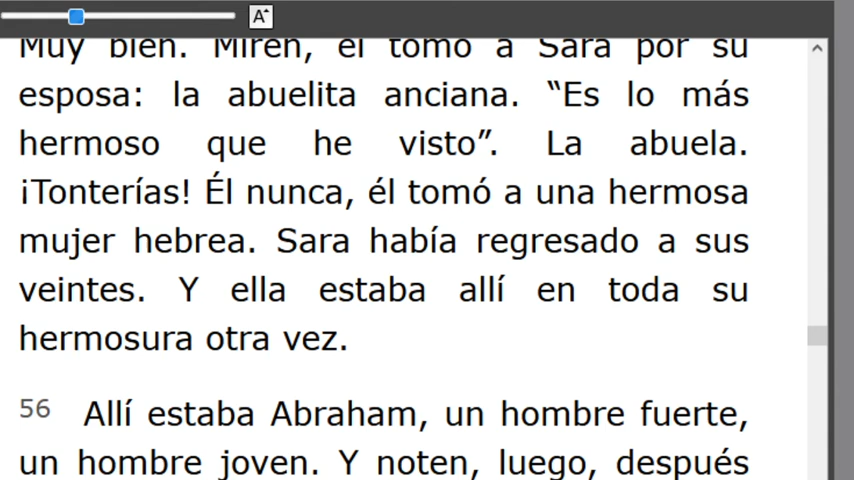 A
Muy bien. Miren, él tomó a Sara por su
esposa: la abuelita anciana. “Es lo más
hermoso que he visto”. La abuela.
¡Tonterías! Él nunca, él tomó a una hermosa
mujer hebrea. Sara había regresado a sus
veintes. Y ella estaba allí en toda su
hermosura otra vez.
56 Allí estaba Abraham, un hombre fuerte,
un hombre joven. Y noten, luego, después